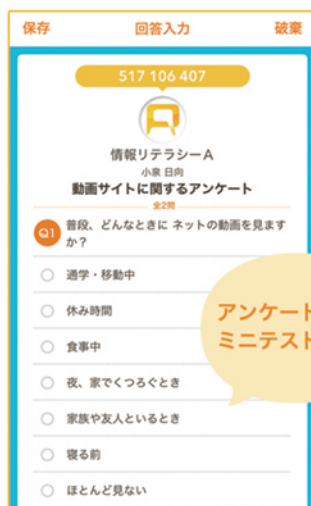 保存 回答入力 破棄
517 106 407
情報リテラシーA
小泉 日向
動画サイトに関するアンケート
全2問
Q1 普段、どんなときに ネットの動画を見ます
か？
通学・移動中
休み時間
食事中
夜、家でくつろぐとき
家族や友人といるとき
寝る前
ほとんど見ない
アンケート
ミニテスト